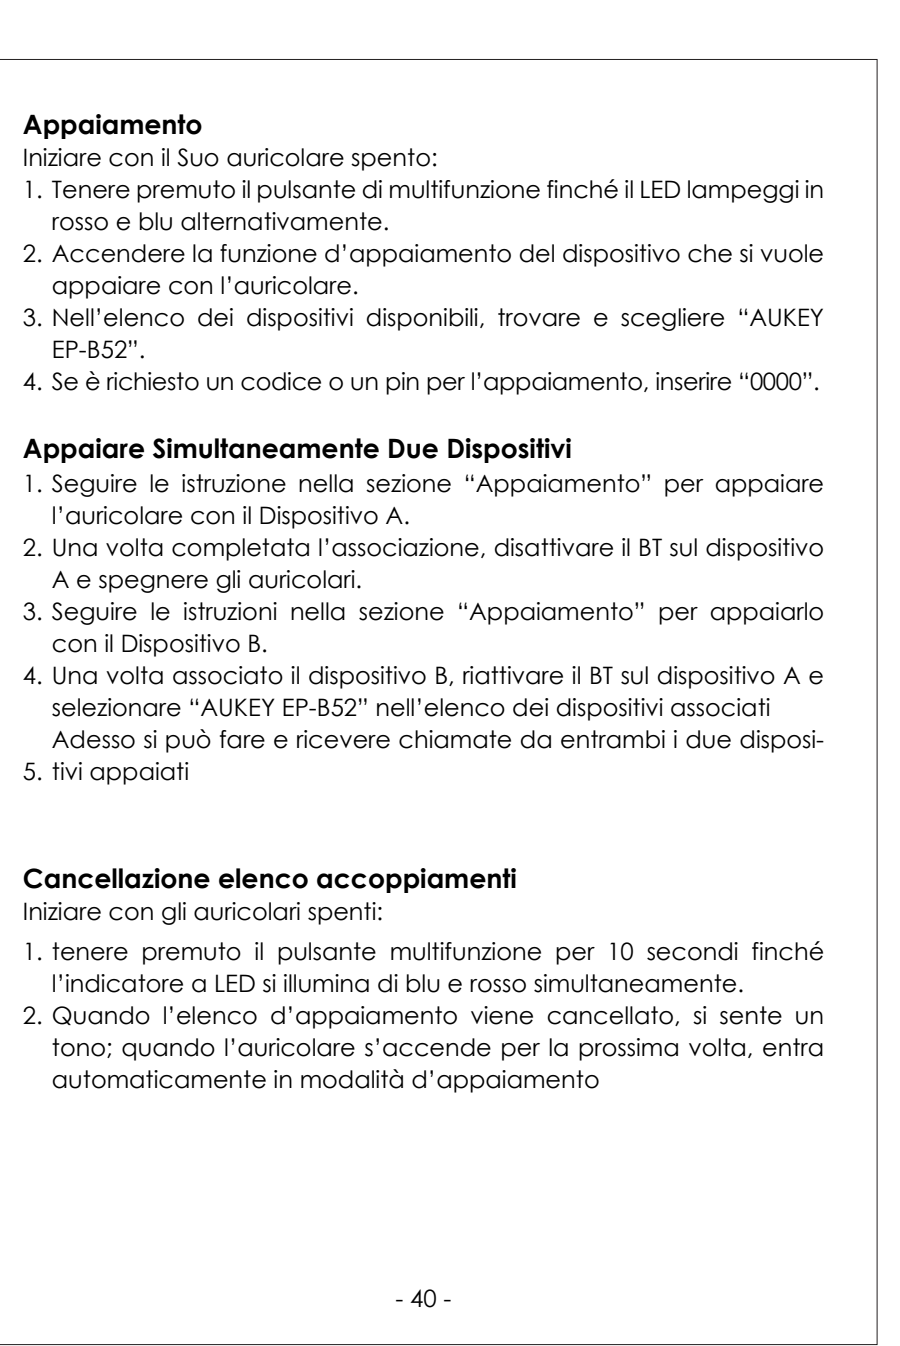 Appaiamento
Iniziare con il Suo auricolare spento:
1. Tenere premuto il pulsante di multifunzione finché il LED lampeggi in
rosso e blu alternativamente.
2. Accendere la funzione d’appaiamento del dispositivo che si vuole
appaiare con l’auricolare.
3. Nell’elenco dei dispositivi disponibili, trovare e scegliere “AUKEY
EP-B52”.
4. Se è richiesto un codice o un pin per l’appaiamento, inserire “0000”.
Appaiare Simultaneamente Due Dispositivi
1. Seguire le istruzione nella sezione “Appaiamento” per appaiare
l’auricolare con il Dispositivo A.
2. Una volta completata l’associazione, disattivare il BT sul dispositivo
A e spegnere gli auricolari.
3. Seguire le istruzioni nella sezione “Appaiamento” per appaiarlo
con il Dispositivo B.
4. Una volta associato il dispositivo B, riattivare il BT sul dispositivo A e
selezionare “AUKEY EP-B52” nell’elenco dei dispositivi associati
Adesso si può fare e ricevere chiamate da entrambi i due disposi-
5. tivi appaiati
Cancellazione elenco accoppiamenti
Iniziare con gli auricolari spenti:
1. tenere premuto il pulsante multifunzione per 10 secondi finché
l’indicatore a LED si illumina di blu e rosso simultaneamente.
2. Quando l’elenco d’appaiamento viene cancellato, si sente un
tono; quando l’auricolare s’accende per la prossima volta, entra
automaticamente in modalità d’appaiamento
- 40 -